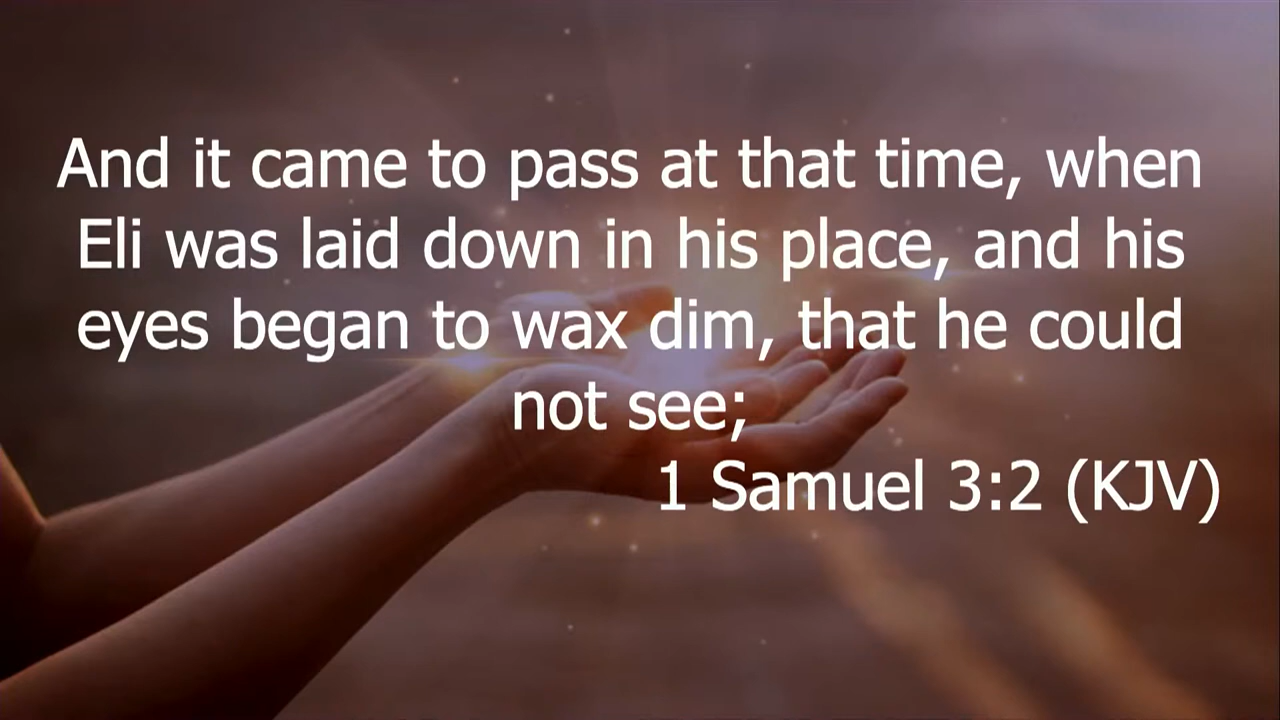 And it came to pass at that time, when
Eli was laid down in his place, and his
eyes began to wax dim, that he could
not see;
1 Samuel 3:2 (KJV)